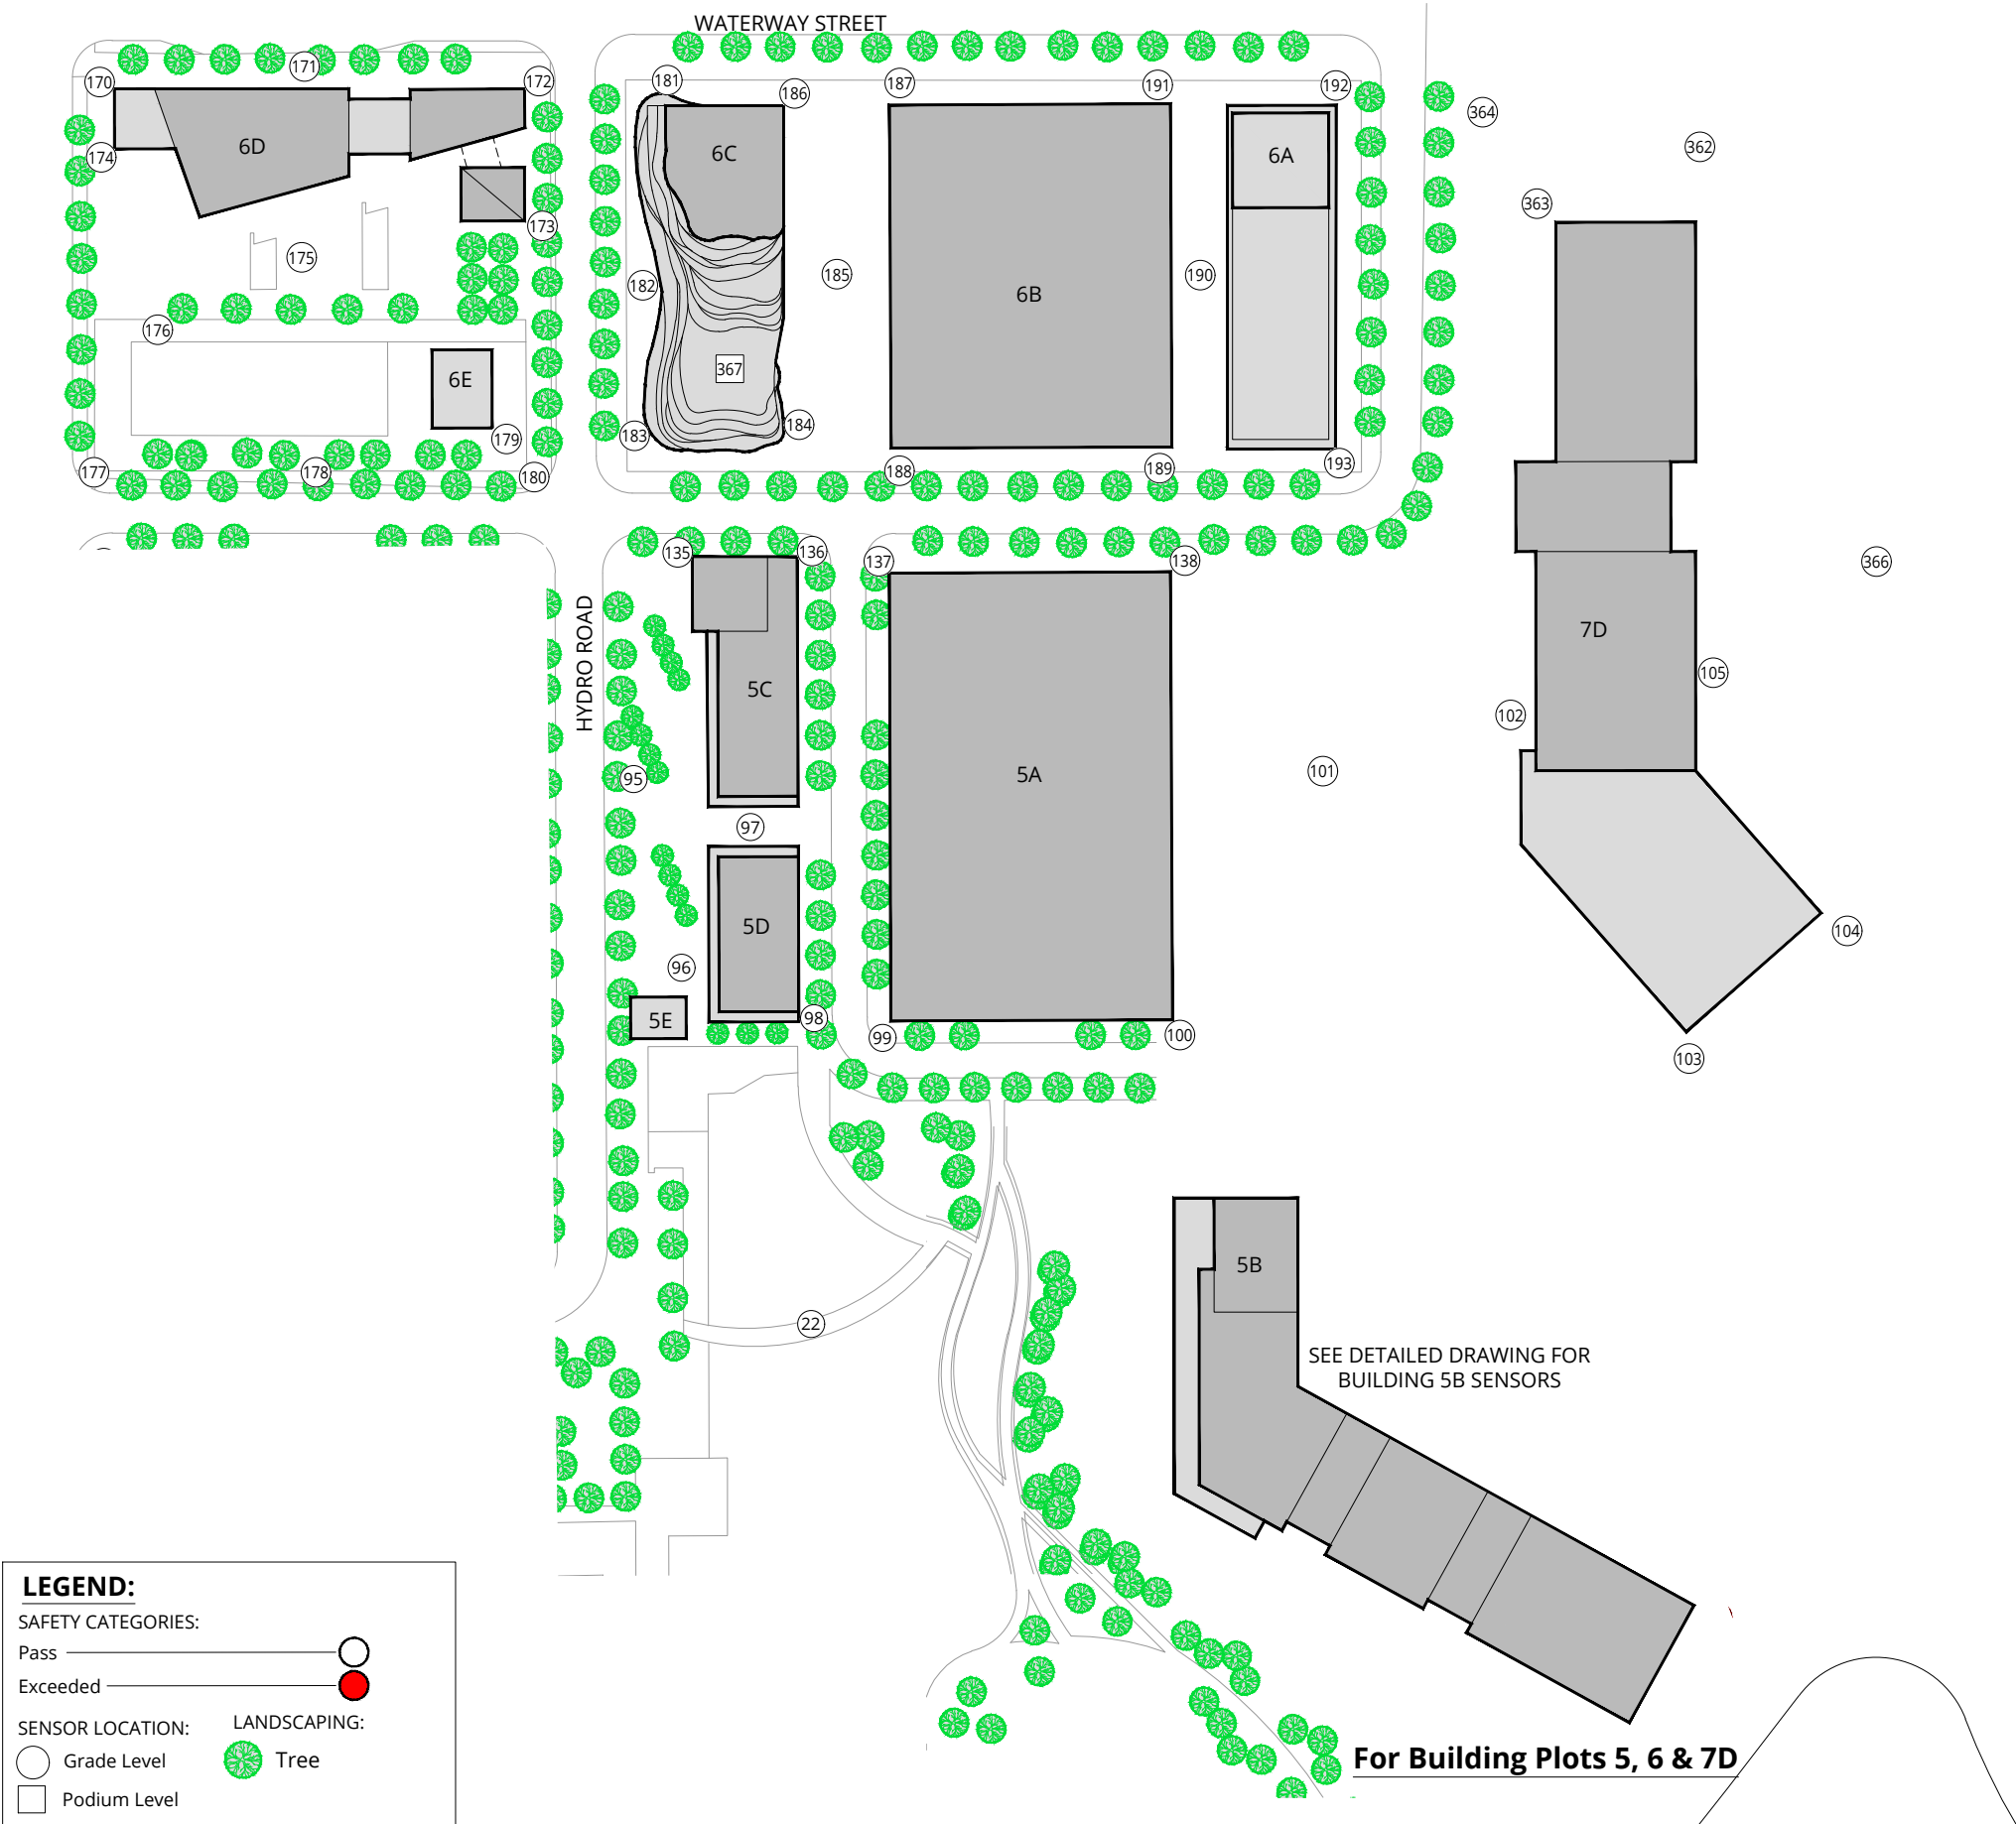 WATERWAY STREET
170
171
172
181
186
187
191
192
364
362
6D
6C
6A
174
363
173
175
182
185
6B
190
176
367
6E
179
183
184
177
178
180
188
189
193
135
136
137
138
366
HYDRO ROAD
7D
5C
105
102
95
5A
101
97
5D
104
96
5E
98
99
100
103
5B
22
SEE DETAILED DRAWING FOR
BUILDING 5B SENSORS
LEGEND:
SAFETY CATEGORIES:
Pass
Exceeded
SENSOR LOCATION:
LANDSCAPING:
Grade Level
Tree
Podium Level
For Building Plots 5, 6 & 7D